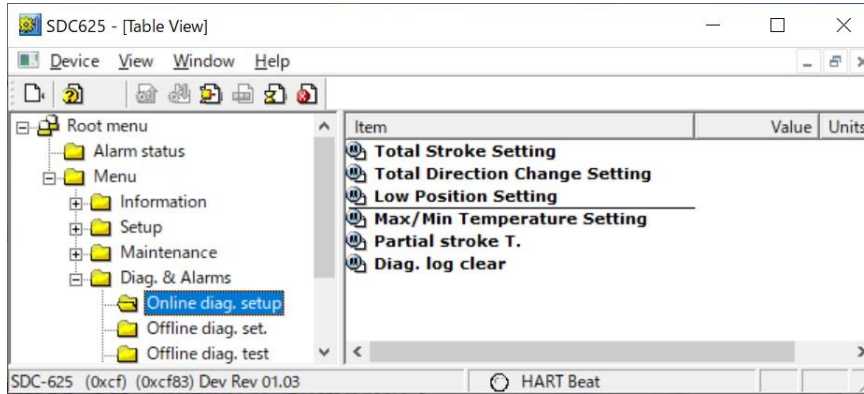 SDC625 - [Table View]
Device View Window Help
Root menu
Alarm status
Menu
Information
Setup
Maintenance
Diag. & Alarms
Online diag. setup
Offline diag. set.
Offline diag. test
Item Value Units
Total Stroke Setting
Total Direction Change Setting
Low Position Setting
Max/Min Temperature Setting
Partial stroke T.
Diag. log clear
SDC-625 (0xcf) (0xcf83) Dev Rev 01.03 HART Beat